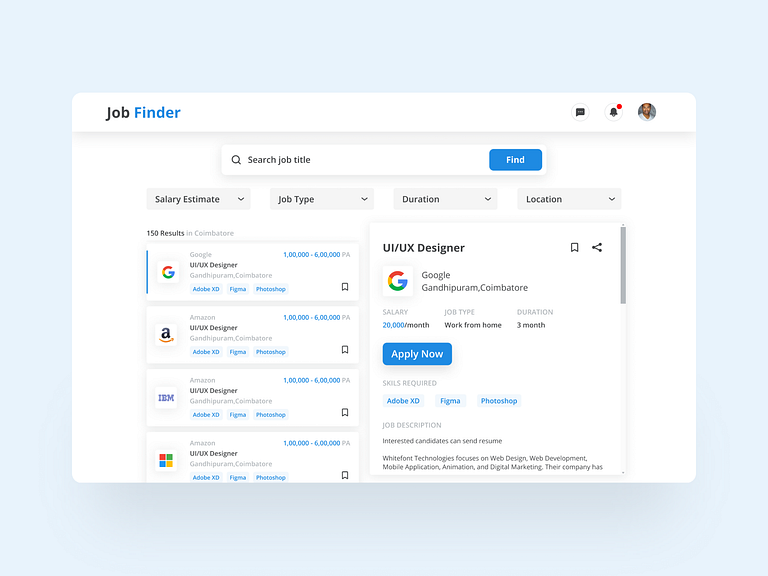 Job Finder
Search job title
Find
Salary Estimate
Job Type
Duration
Location
150 Results in Coimbatore
Google
1,00,000 - 6,00,000 PA
UI/UX Designer
Gandhipuram,Coimbatore
Adobe XD
Figma
Photoshop
a
Amazon
1,00,000 - 6,00,000 PA
UI/UX Designer
Gandhipuram,Coimbatore
Adobe XD
Figma
Photoshop
IBM
Amazon
1,00,000 - 6,00,000 PA
UI/UX Designer
Gandhipuram,Coimbatore
Adobe XD
Figma
Photoshop
Amazon
1,00,000 - 6,00,000 PA
UI/UX Designer
Gandhipuram,Coimbatore
Adobe XD
Figma
Photoshop
UI/UX Designer
G
Google
Gandhipuram,Coimbatore
SALARY
JOB TYPE
DURATION
20,000/month
Work from home
3 month
Apply Now
SKILS REQUIRED
Adobe XD
Figma
Photoshop
JOB DESCRIPTION
Interested candidates can send resume
Whitefont Technologies focuses on Web Design, Web Development,
Mobile Application, Animation, and Digital Marketing. Their company has